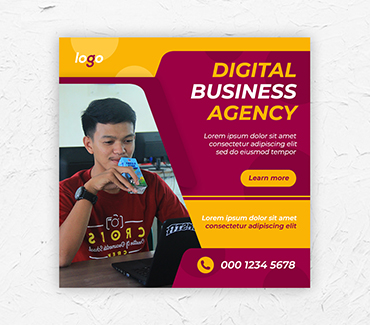 logo
DIGITAL
BUSINESS
AGENCY
Lorem ipsum dolor sit amet,
consectetur adipiscing elit
sed do eiusmod tempor
Learn more
Lorem ipsum dolor sit amet,
consectetur adipiscing elit
CROIS
000 1234 5678